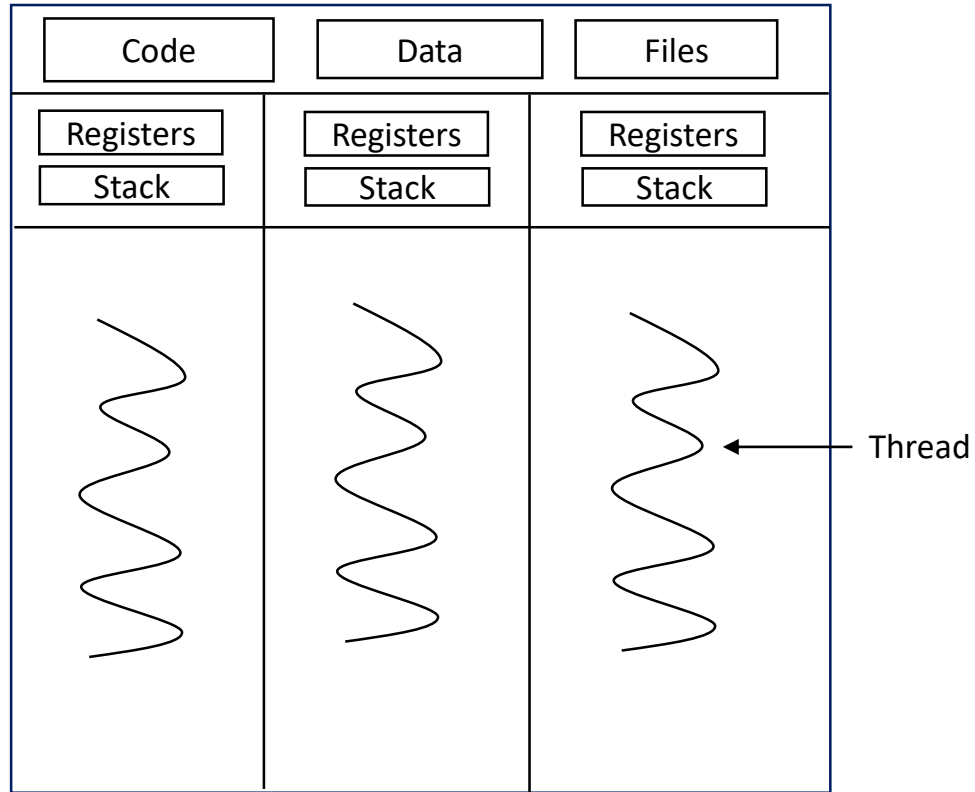 Code Data Files
Registers Registers Registers
Stack Stack Stack
Thread